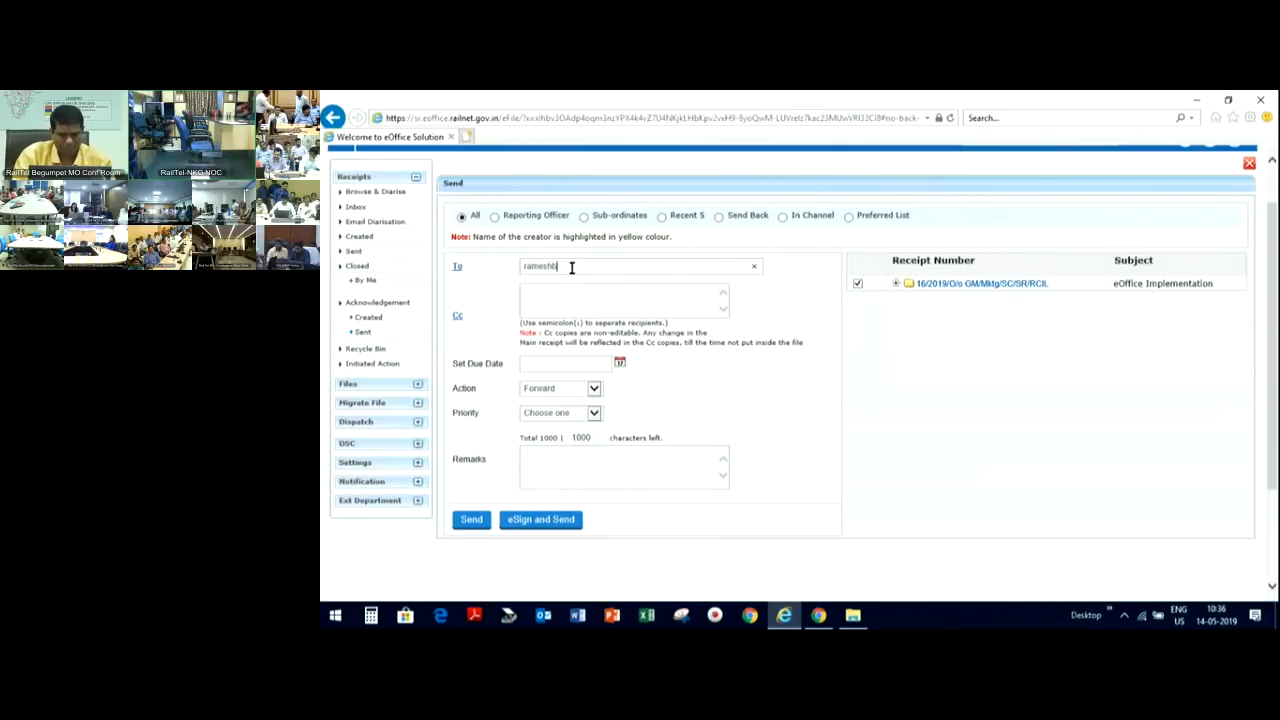 LEGEND
RailTel Begumpet MO Conf Room
RailTel-NKG NOC
Search...
Welcome to eOffice Solution
Receipts
Browse & Diarise
Inbox
Email Diarisation
Created
Sent
Closed
By Me
Acknowledgement
Created
Sent
Recycle Bin
Initiated Action
Files
Migrate File
Dispatch
DSC
Settings
Notification
Ext Department
Send
All Reporting Officer Sub-ordinates Recent 5 Send Back In Channel Preferred List
Note: Name of the creator is highlighted in yellow colour.
To rameshb
Cc
(Use semicolon(;) to seperate recipients.)
Note : Cc copies are non-editable. Any change in the
Main receipt will be reflected in the Cc copies, till the time not put inside the file
Set Due Date
Action Forward
Priority Choose one
Total 1000 | 1000 characters left.
Remarks
Send eSign and Send
Receipt Number Subject
16/2019/O/o GM/Mktg/SC/SR/RCIL eOffice Implementation
Desktop
ENG
US
10:36
14-05-2019